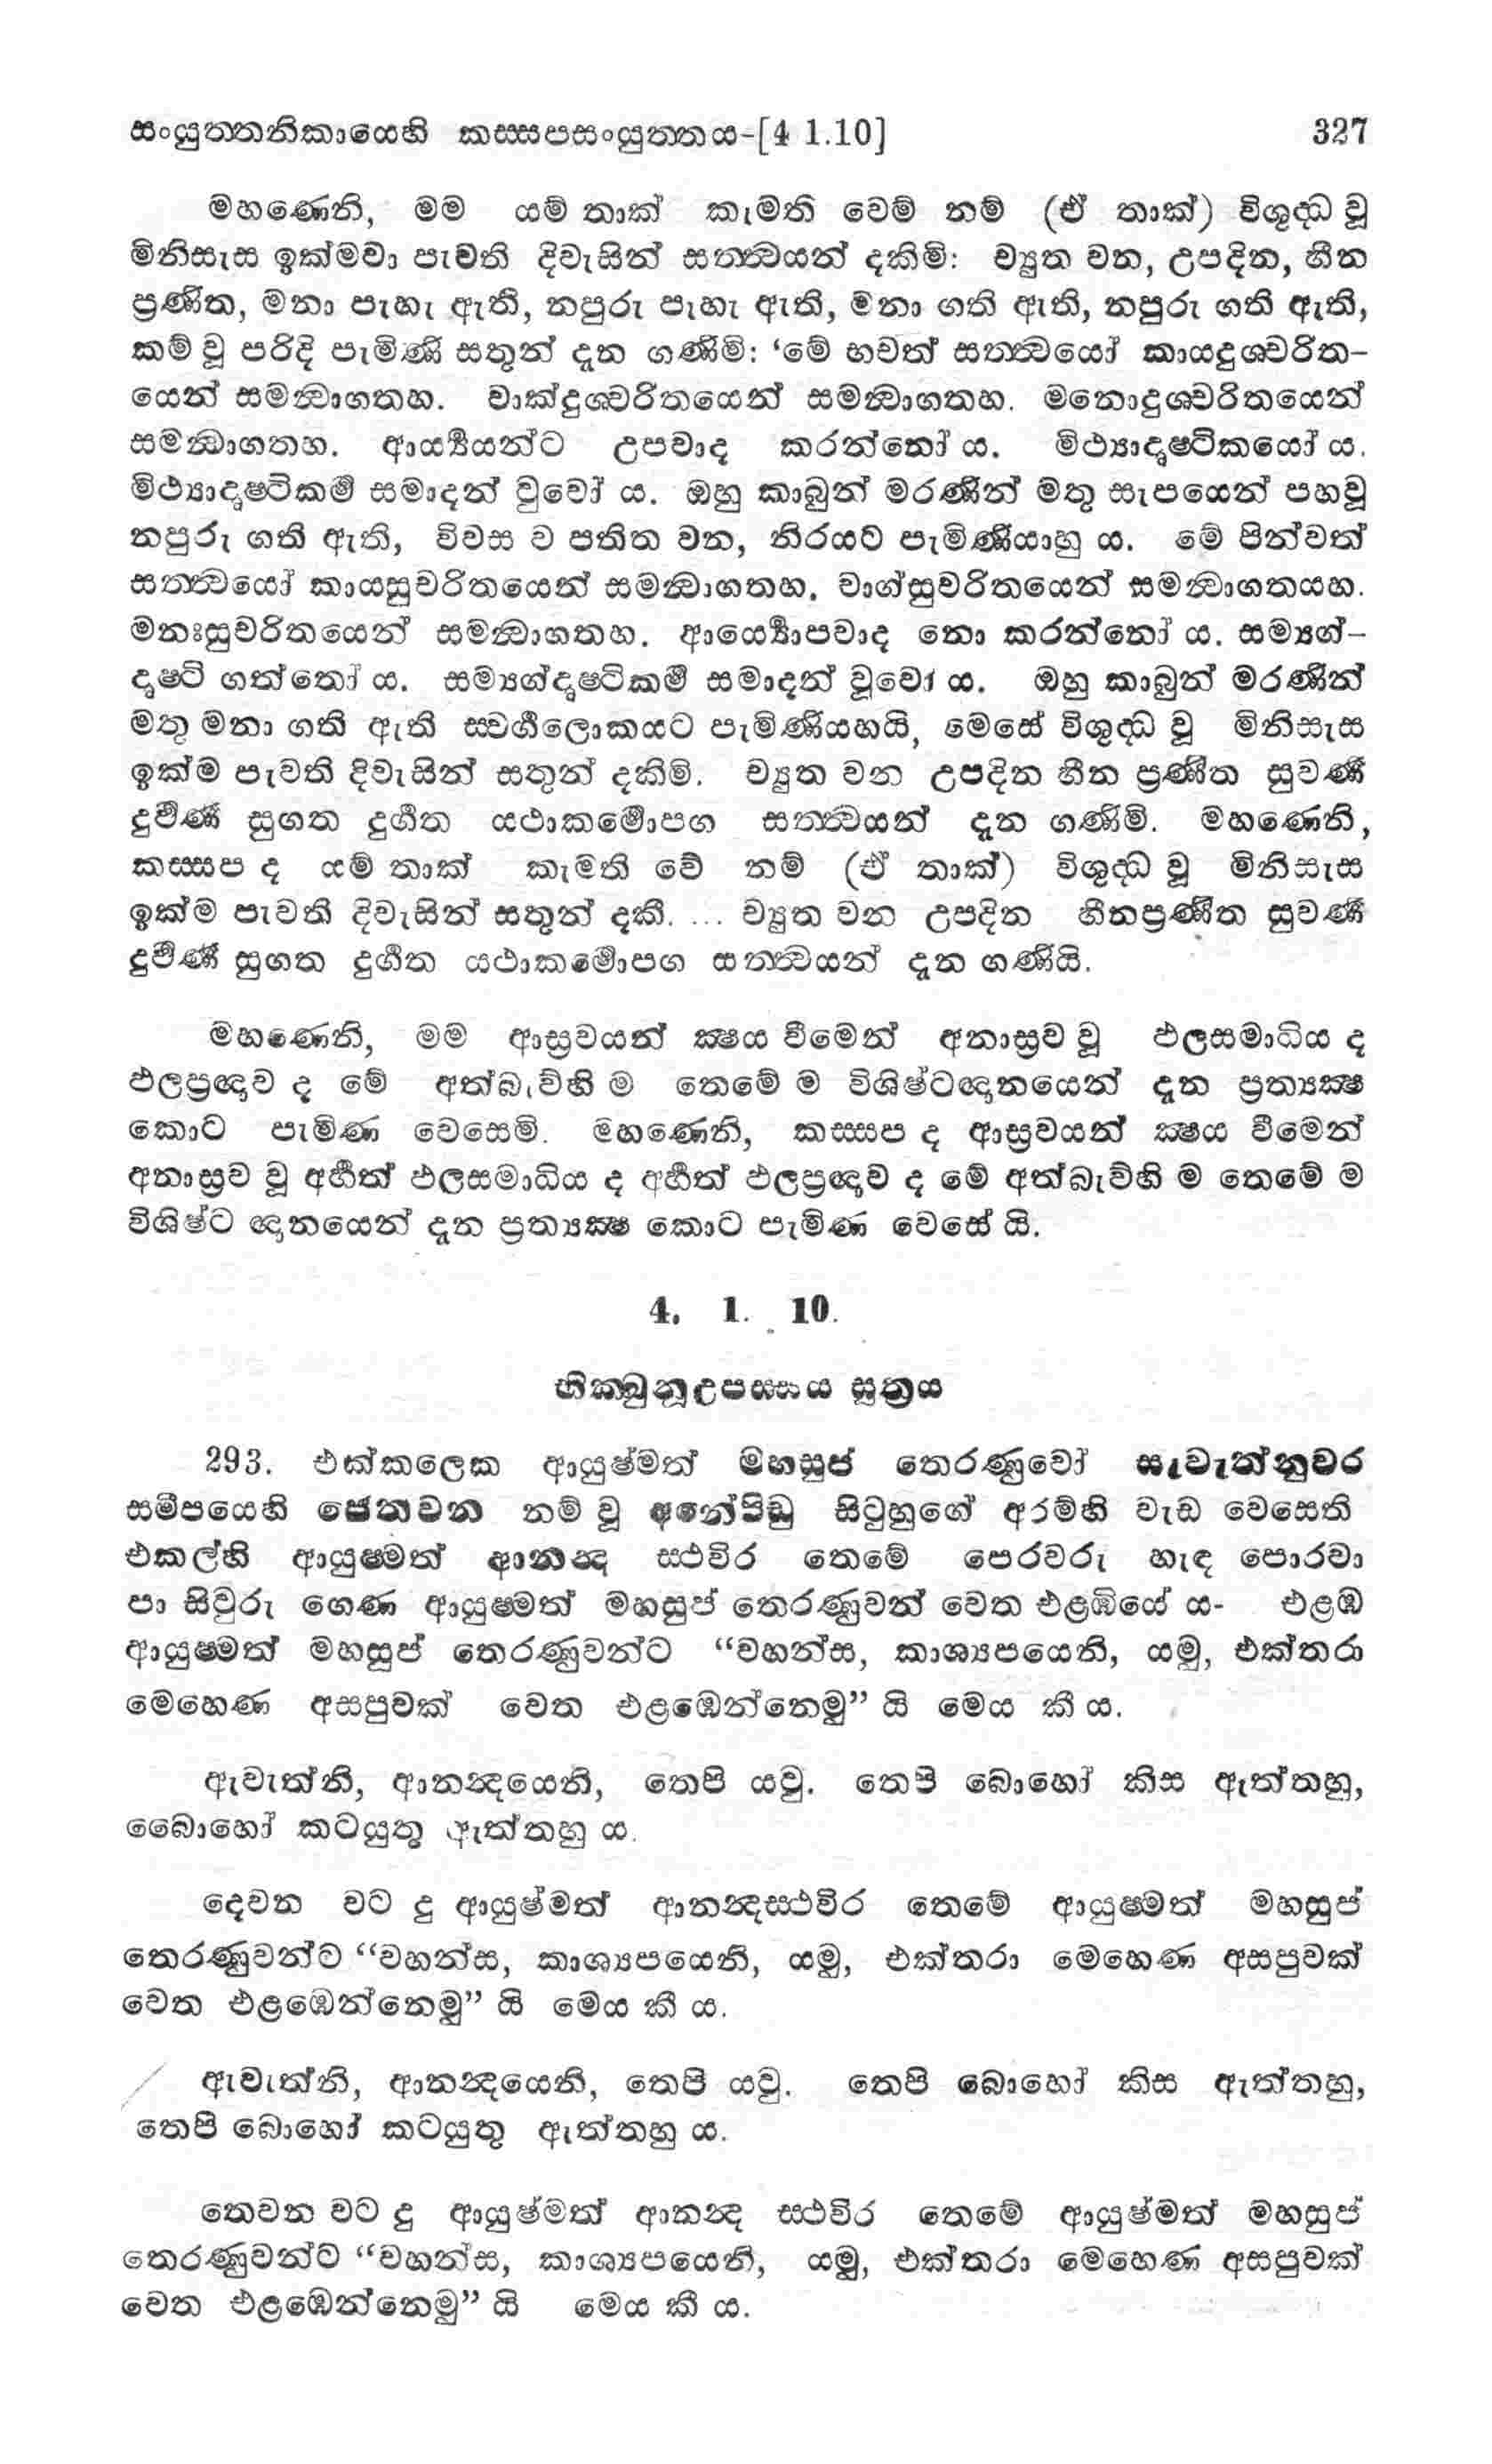 සංයුත්තනිකායෙහි කස්සපසංයුත්තය-[4 1.10] 327
මහණෙනි, මම යම් තාක් කැමති වෙම් නම් (ඒ තාක්) විශුද්ධ වූ
මිනිසැස ඉක්මවා පැවති දිවැසින් සත්ත්වයන් දකිමි: ච්‍යුත වන, උපදින, හීන
ප්‍රණීත, මනා පැහැ ඇති, නපුරු පැහැ ඇති, මනා ගති ඇති, නපුරු ගති ඇති,
කම් වූ පරිදි පැමිණි සතුන් දැන ගණිමි: ‘මේ භවත් සත්ත්වයෝ කායදුශ්චරිත-
යෙන් සමන්වාගතහ. වාක්දුශ්චරිතයෙන් සමන්වාගතහ. මනොදුශ්චරිතයෙන්
සමන්වාගතහ. ආර්‍ය්‍යයන්ට උපවාද කරන්නෝ ය. මිථ්‍යාදෘෂ්ටිකයෝ ය.
මිථ්‍යාදෘෂ්ටිකර්ම සමාදන් වූවෝ ය. ඔහු කාබුන් මරණින් මතු සැපයෙන් පහවූ
නපුරු ගති ඇති, විවස ව පතිත වන, නිරයට පැමිණියාහු ය. මේ පින්වත්
සත්ත්වයෝ කායසුචරිතයෙන් සමන්වාගතහ. වාග්සුචරිතයෙන් සමන්වාගතයහ.
මනඃසුචරිතයෙන් සමන්වාගතහ. ආර්‍ය්‍යොපවාද නො කරන්නෝ ය. සම්‍යග්-
දෘෂ්ටි ගත්තෝ ය. සම්‍යග්දෘෂ්ටිකර්ම සමාදන් වූවෝ ය. ඔහු කාබුන් මරණින්
මතු මනා ගති ඇති ස්වර්ගලොකයට පැමිණියහයි, මෙසේ විශුද්ධ වූ මිනිසැස
ඉක්ම පැවති දිවැසින් සතුන් දකිමි. ච්‍යුත වන උපදින හීන ප්‍රණීත සුවර්ණ
දුර්වර්ණ සුගත දුර්ගත යථාකර්මොපග සත්ත්වයන් දැන ගණිමි. මහණෙනි,
කස්සප ද යම් තාක් කැමති වේ නම් (ඒ තාක්) විශුද්ධ වූ මිනිසැස
ඉක්ම පැවති දිවැසින් සතුන් දකී. ... ච්‍යුත වන උපදින හීනප්‍රණීත සුවර්ණ
දුර්වර්ණ සුගත දුර්ගත යථාකර්මොපග සත්ත්වයන් දැන ගණියි.
මහණෙනි, මම ආස්‍රවයන් ක්‍ෂය වීමෙන් අනාස්‍රව වූ ඵලසමාධිය ද
ඵලප්‍රඥාව ද මේ අත්බැව්හි ම තෙමේ ම විශිෂ්ටඥානයෙන් දැන ප්‍රත්‍යක්‍ෂ
කොට පැමිණ වෙසෙමි. මහණෙනි, කස්සප ද ආස්‍රවයන් ක්‍ෂය වීමෙන්
අනාස්‍රව වූ අර්හත් ඵලසමාධිය ද අර්හත් ඵලප්‍රඥාව ද මේ අත්බැව්හි ම තෙමේ ම
විශිෂ්ට ඥානයෙන් දැන ප්‍රත්‍යක්‍ෂ කොට පැමිණ වෙසේ යි.
4. 1. 10.
භික්ඛුනූඋපස්සය සූත්‍රය
293. එක්කලෙක ආයුෂ්මත් මහසුප් තෙරණුවෝ සැවැත්නුවර
සමීපයෙහි ජෙතවන නම් වූ අනේපිඬු සිටුහුගේ අරම්හි වැඩ වෙසෙති
එකල්හි ආයුෂ්මත් ආනන්ද ස්ථවිර තෙමේ පෙරවරු හැඳ පොරවා
පා සිවුරු ගෙණ ආයුෂ්මත් මහසුප් තෙරණුවන් වෙත එළඹියේ ය- එළඹ
ආයුෂ්මත් මහසුප් තෙරණුවන්ට “වහන්ස, කාශ්‍යපයෙනි, යමු, එක්තරා
මෙහෙණ අසපුවක් වෙත එළඹෙන්නෙමු” යි මෙය කී ය.
ඇවැත්නි, ආනන්දයෙනි, තෙපි යවු. තෙපි බොහෝ කිස ඇත්තහු,
බොහෝ කටයුතු ඇත්තහු ය.
දෙවන වට දු ආයුෂ්මත් ආනන්දස්ථවිර තෙමේ ආයුෂ්මත් මහසුප්
තෙරණුවන්ට “වහන්ස, කාශ්‍යපයෙනි, යමු, එක්තරා මෙහෙණ අසපුවක්
වෙත එළඹෙන්නෙමු” යි මෙය කී ය.
ඇවැත්නි, ආනන්දයෙනි, තෙපි යවු. තෙපි බොහෝ කිස ඇත්තහු,
තෙපි බොහෝ කටයුතු ඇත්තහු ය.
තෙවන වට දු ආයුෂ්මත් ආනන්ද ස්ථවිර තෙමේ ආයුෂ්මත් මහසුප්
තෙරණුවන්ට “වහන්ස, කාශ්‍යපයෙනි, යමු, එක්තරා මෙහෙණ අසපුවක්
වෙත එළඹෙන්නෙමු” යි මෙය කී ය.